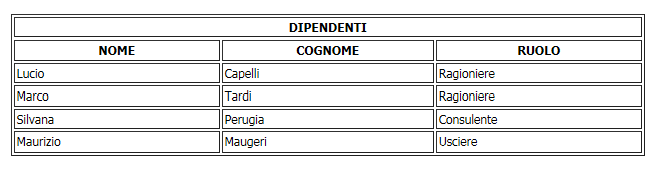 DIPENDENTI
NOME COGNOME RUOLO
Lucio Capelli Ragioniere
Marco Tardi Ragioniere
Silvana Perugia Consulente
Maurizio Maugeri Usciere